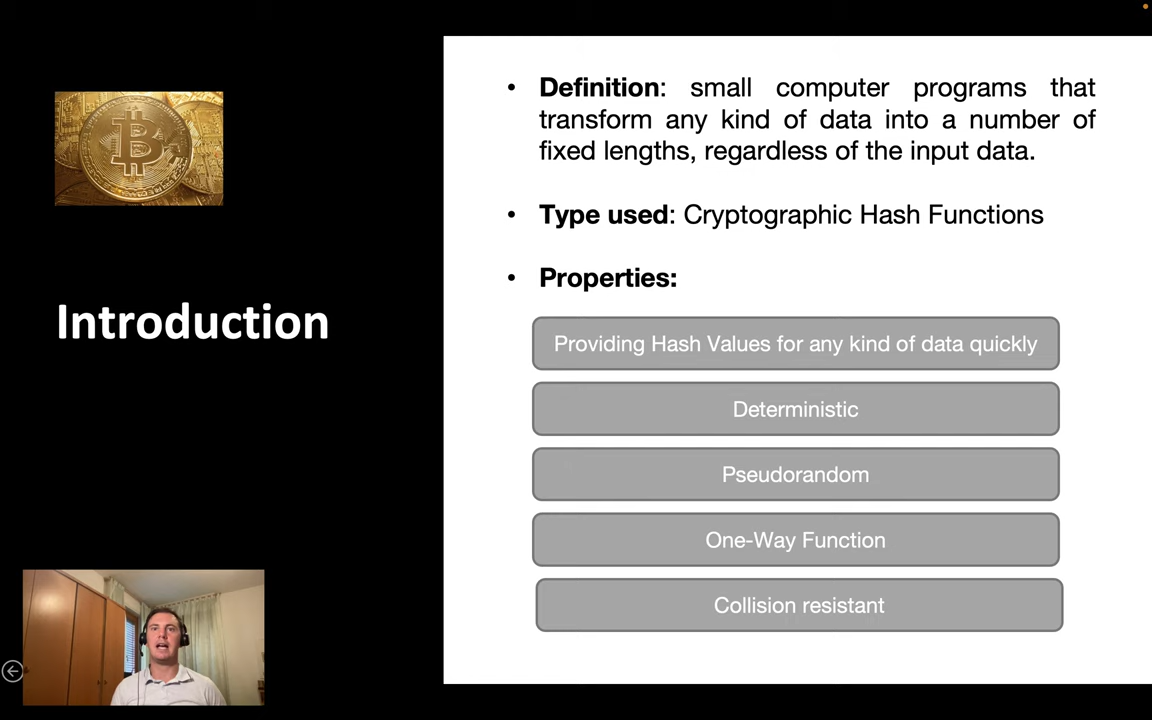 Introduction
• Definition: small computer programs that
transform any kind of data into a number of
fixed lengths, regardless of the input data.
• Type used: Cryptographic Hash Functions
• Properties:
Providing Hash Values for any kind of data quickly
Deterministic
Pseudorandom
One-Way Function
Collision resistant